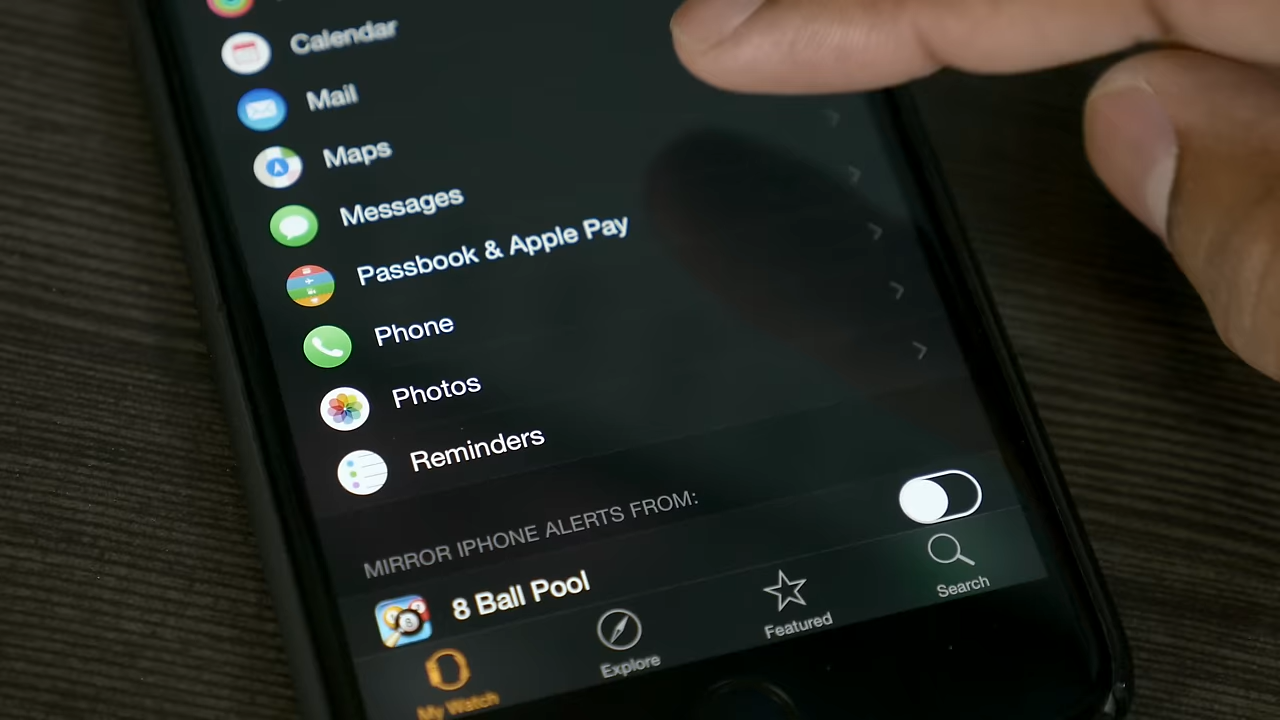 Calendar
Mail
Maps
Messages
Passbook & Apple Pay
Phone
Photos
Reminders
MIRROR IPHONE ALERTS FROM:
8 Ball Pool
My Watch
Explore
Featured
Search